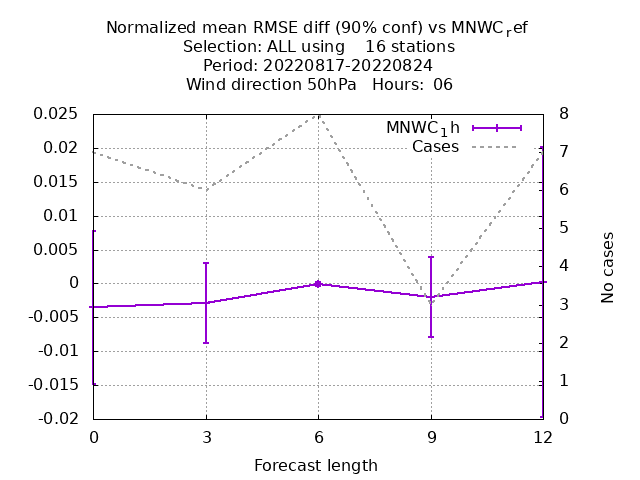 Normalized mean RMSE diff (90% conf) vs MNWC_ref
Selection: ALL using    16 stations
Period: 20220817-20220824
Wind direction 50hPa   Hours:  06
MNWC_1h
Cases
0.025
0.02
0.015
0.01
0.005
0
-0.005
-0.01
-0.015
-0.02
8
7
6
5
4
3
2
1
0
No cases
0 3 6 9 12
Forecast length